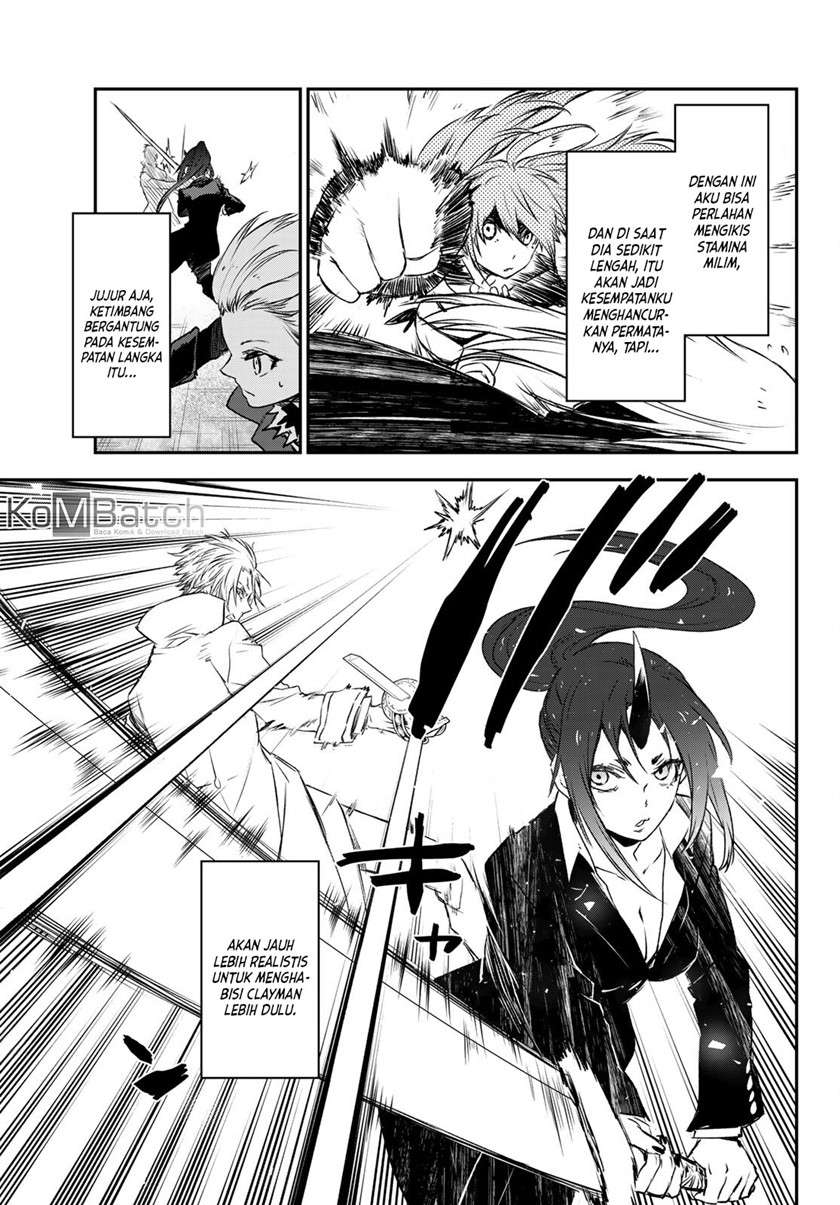 DENGAN INI
AKU BISA
PERLAHAN
MENGIKIS
STAMINA
MILIM,
DAN DI SAAT
DIA SEDIKIT
LENGAH, ITU
AKAN JADI
KESEMPATANKU
MENGHANCUR-
KAN PERMATA-
NYA, TAPI...
JUJUR AJA,
KETIMBANG
BERGANTUNG
PADA KESEM-
PATAN LANGKA
ITU...
KOMBatch
Baca Komik & Download Batch
キャ
AKAN JAUH
LEBIH REALISTIS
UNTUK MENGHA-
BISI CLAYMAN
LEBIH DULU.